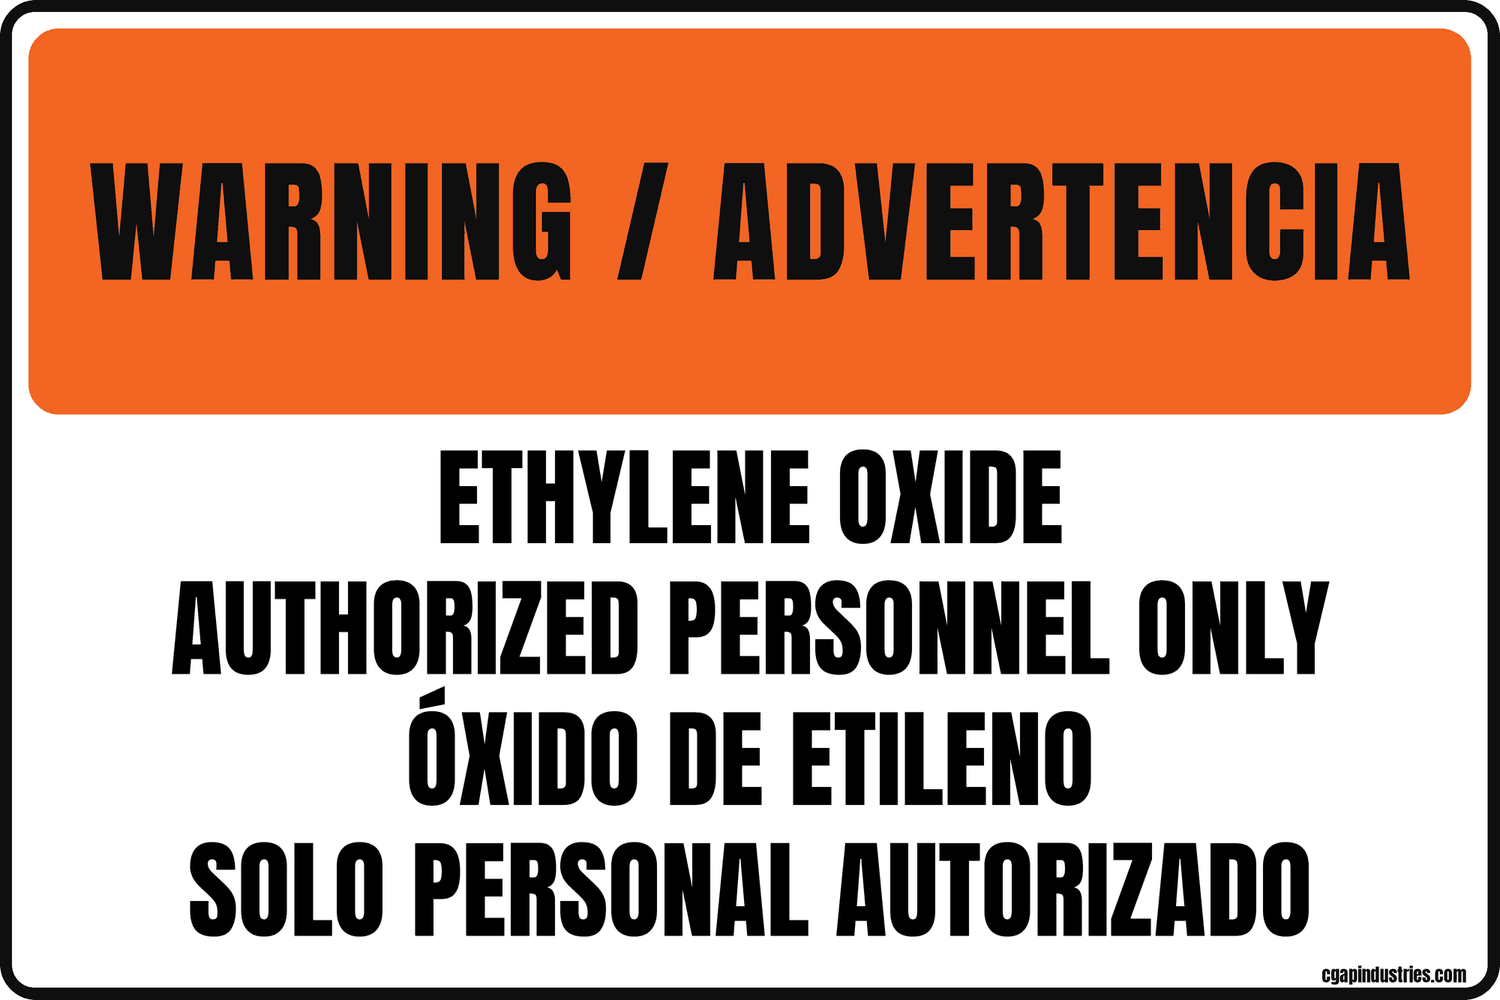 WARNING / ADVERTENCIA
ETHYLENE OXIDE
AUTHORIZED PERSONNEL ONLY
ÓXIDO DE ETILENO
SOLO PERSONAL AUTORIZADO
cgapindustries.com